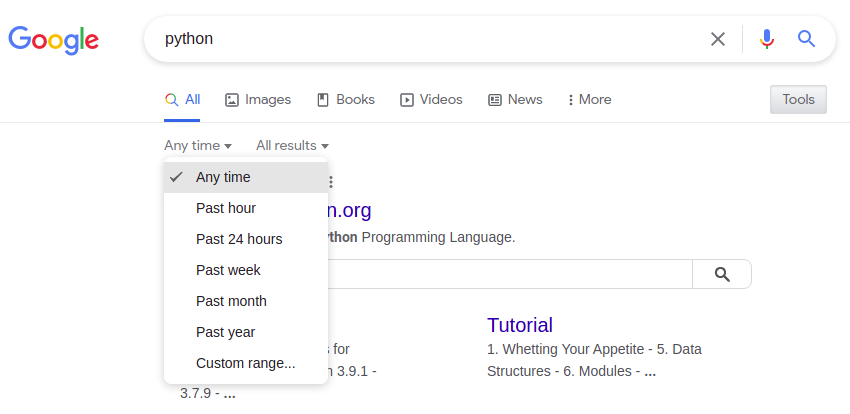 Google
python
All Images Books Videos News More Tools
Any time All results
Any time
Past hour
n.org
Past 24 hours
ython Programming Language.
Past week
Past month
Past year
Custom range...
Tutorial
s for
1. Whetting Your Appetite - 5. Data
3.9.1 -
Structures - 6. Modules - ...
3.7.9 - ...